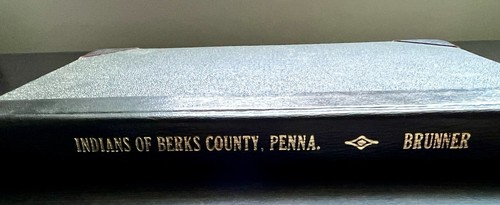 INDIANS OF BERKS COUNTY, PENNA. BRUNNER